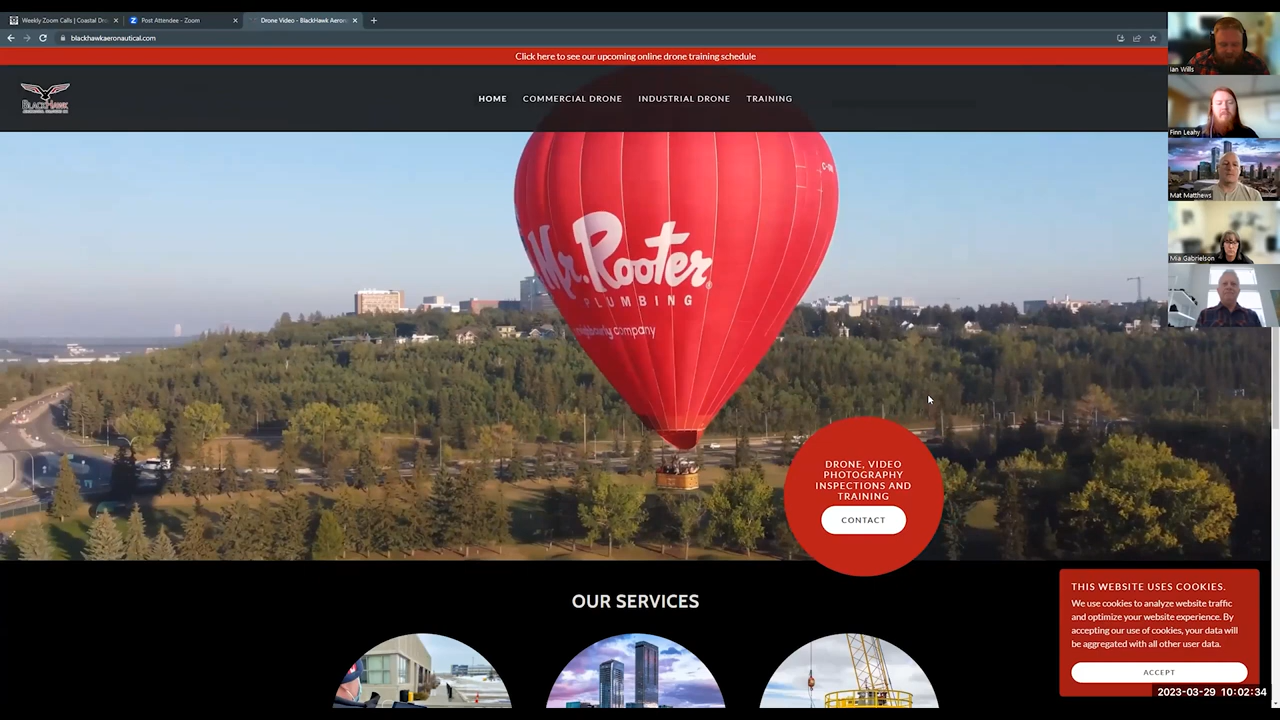 Weekly Zoom Calls | Coastal Dro
Post Attendee - Zoom
Drone Video - BlackHawk Aeron
blackhawkaeronautical.com
Click here to see our upcoming online drone training schedule
BLACKHAWK
HOME
COMMERCIAL DRONE
INDUSTRIAL DRONE
TRAINING
Mr. Rooter
PLUMBING
company
DRONE, VIDEO
PHOTOGRAPHY
INSPECTIONS AND
TRAINING
CONTACT
OUR SERVICES
THIS WEBSITE USES COOKIES.
We use cookies to analyze website traffic
and optimize your website experience. By
accepting our use of cookies, your data will
be aggregated with all other user data.
ACCEPT
Ian Wills
Finn Leahy
Mat Matthews
Mia Gabrielson
2023-03-29 10:02:34